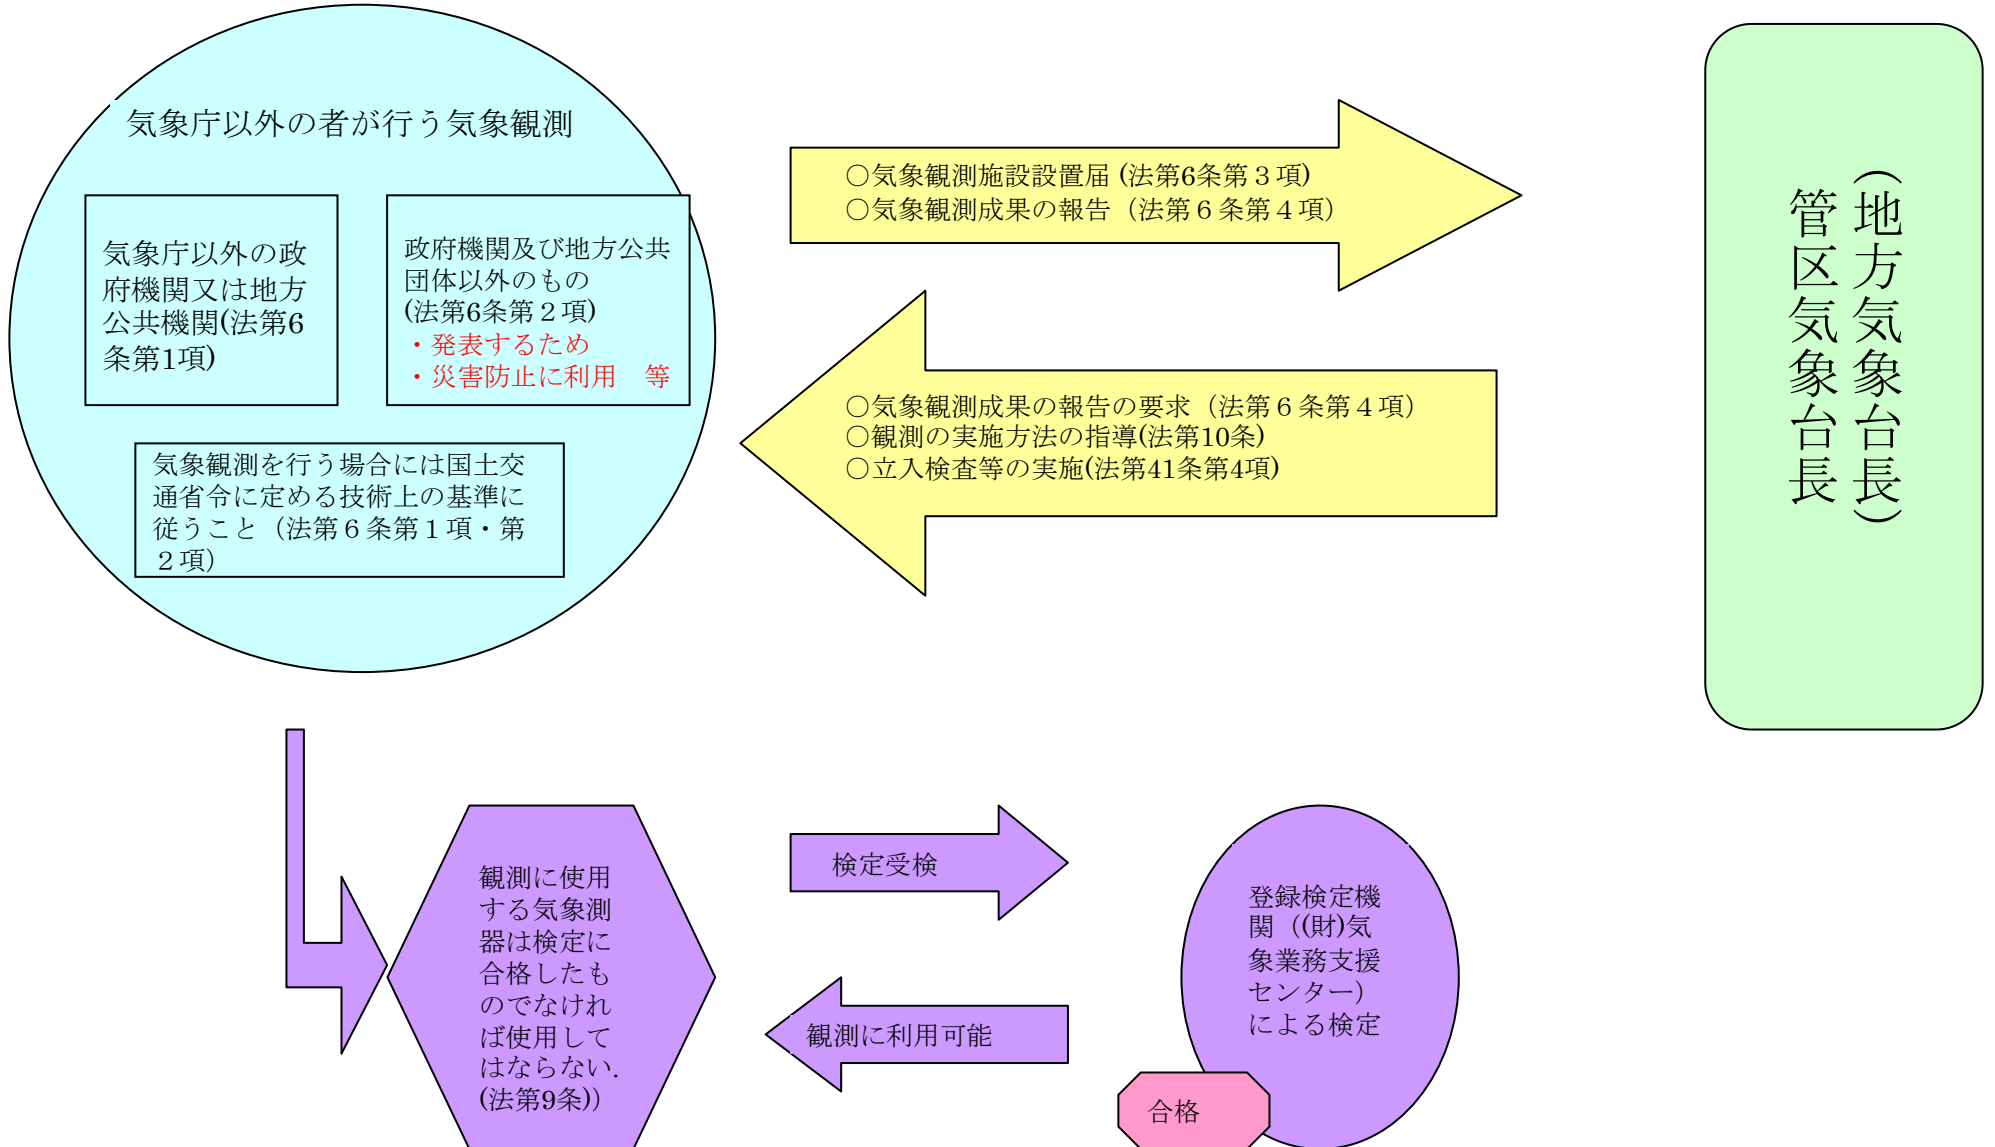 気象庁以外の者が行う気象観測
気象庁以外の政
府機関又は地方
公共機関(法第6
条第1項)
政府機関及び地方公共
団体以外のもの
(法第6条第２項)
・発表するため
・災害防止に利用　等
気象観測を行う場合には国土交
通省令に定める技術上の基準に
従うこと（法第６条第１項・第
２項）
○気象観測施設設置届 (法第6条第３項)
○気象観測成果の報告（法第６条第４項）
○気象観測成果の報告の要求（法第６条第４項）
○観測の実施方法の指導(法第10条)
○立入検査等の実施(法第41条第4項)
（地方気象台長）
管区気象台長
観測に使用
する気象測
器は検定に
合格したも
のでなけれ
ば使用して
はならない.
(法第9条)）
検定受検
観測に利用可能
登録検定機
関（(財)気
象業務支援
センター）
による検定
合格